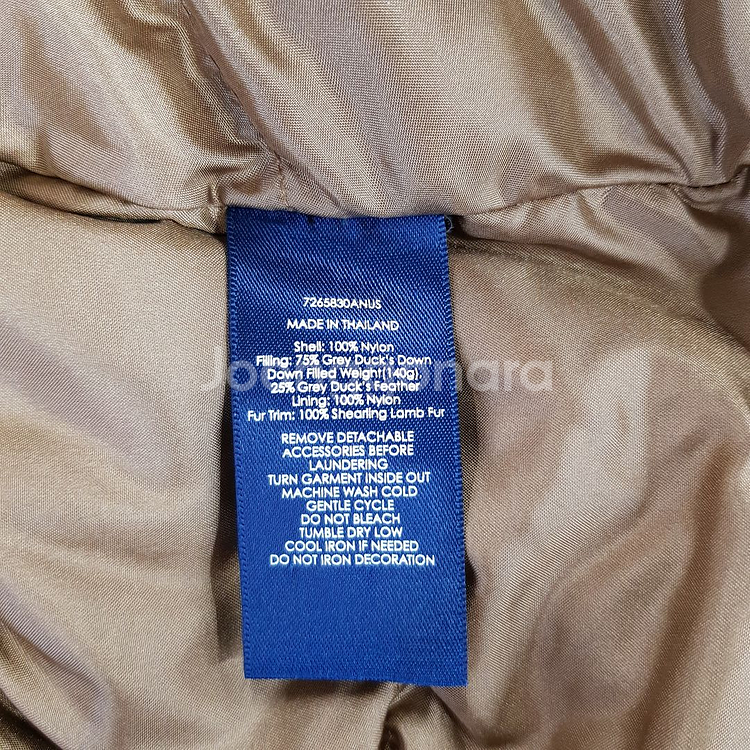 7265830ANUS
MADE IN THAILAND
Shell: 100% Nylon
Filling: 75% Grey Duck's Down
Down Filled Weight(140g)
25% Grey Duck's Feather
Lining: 100% Nylon
Fur Trim: 100% Shearling Lamb Fur
REMOVE DETACHABLE
ACCESSORIES BEFORE
LAUNDERING
TURN GARMENT INSIDE OUT
MACHINE WASH COLD
GENTLE CYCLE
DO NOT BLEACH
TUMBLE DRY LOW
COOL IRON IF NEEDED
DO NOT IRON DECORATION